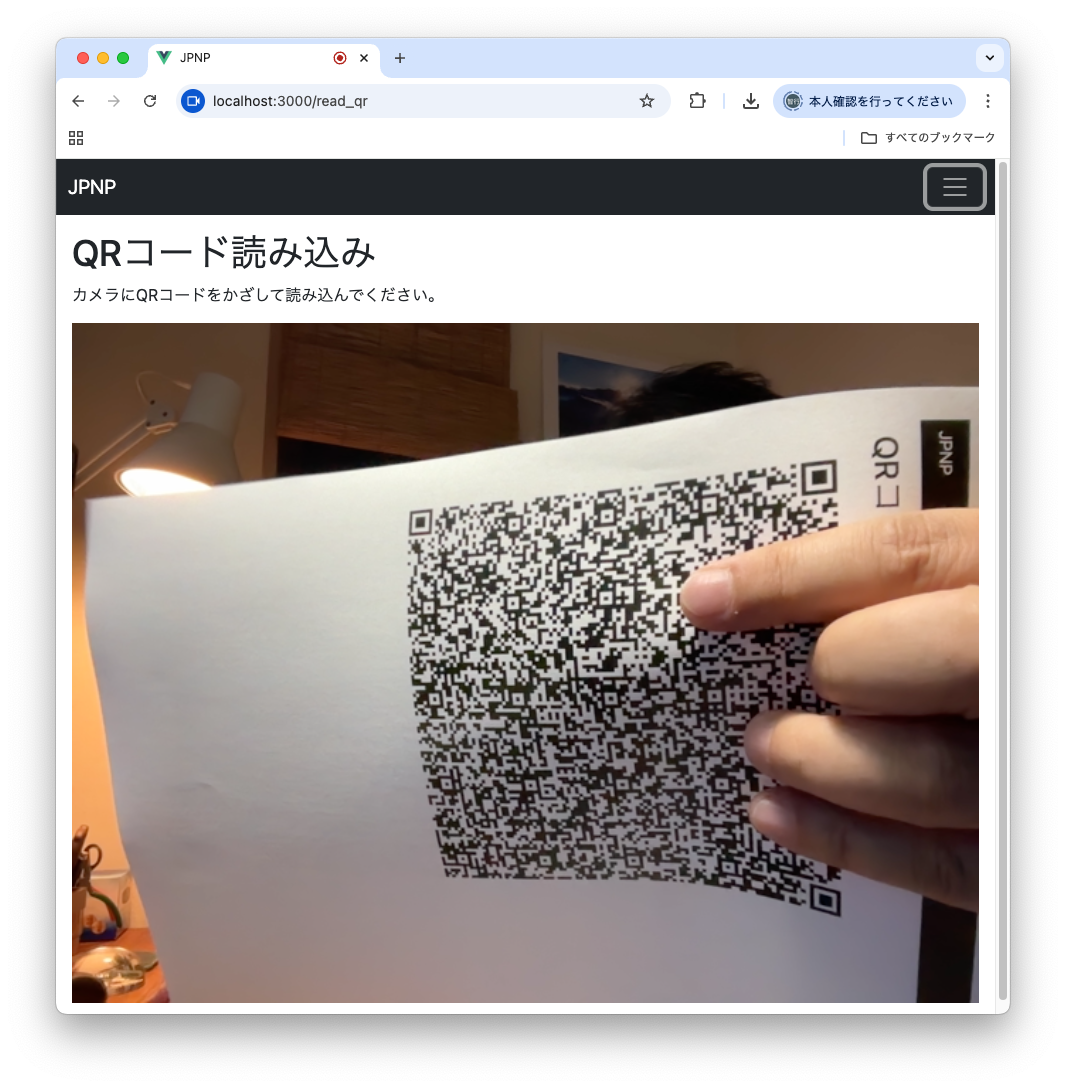 JPNP
localhost:3000/read_qr
本人確認を行ってください
すべてのブックマーク
JPNP
QRコード読み込み
カメラにQRコードをかざして読み込んでください。
JPNP
QRコ